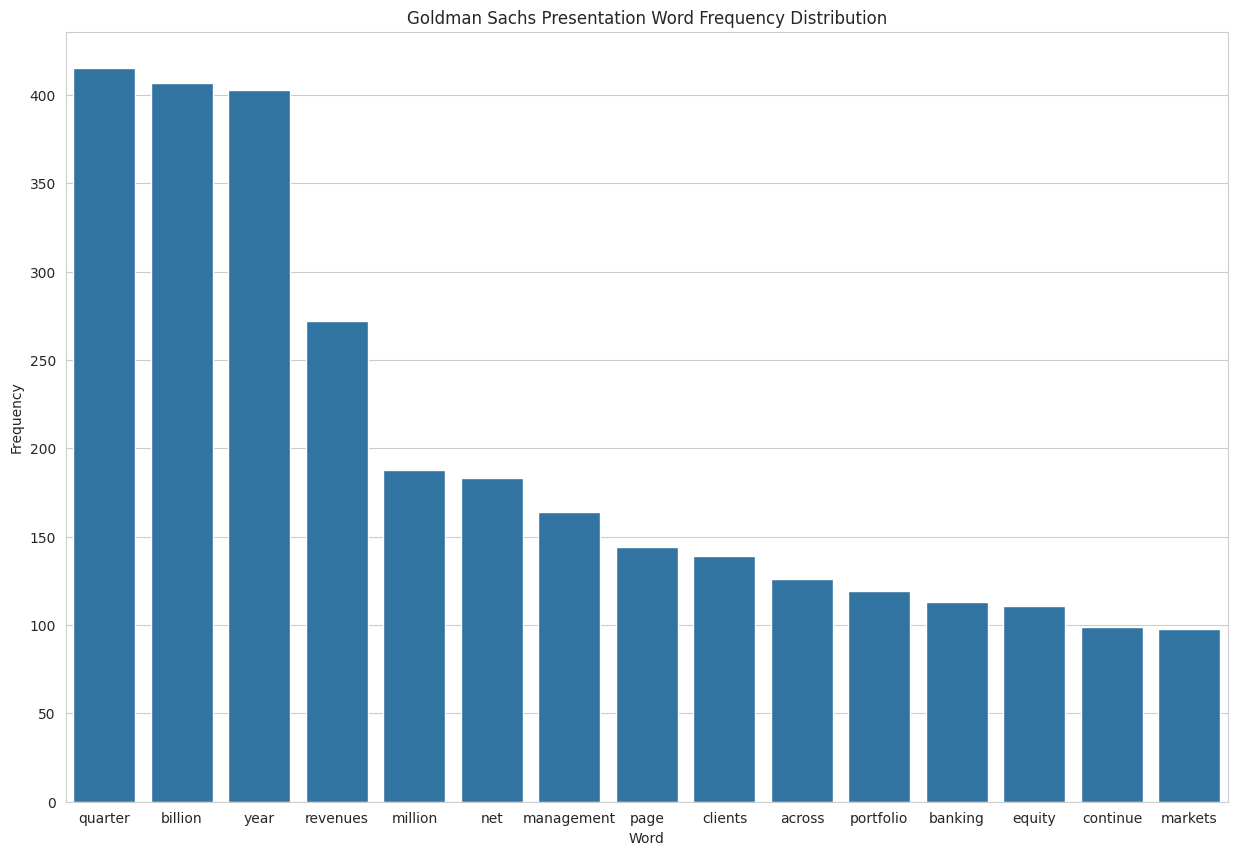 Goldman Sachs Presentation Word Frequency Distribution
400
350
300
250
200
150
100
50
0
Frequency
quarter billion year revenues million net management page clients across portfolio banking equity continue markets
Word